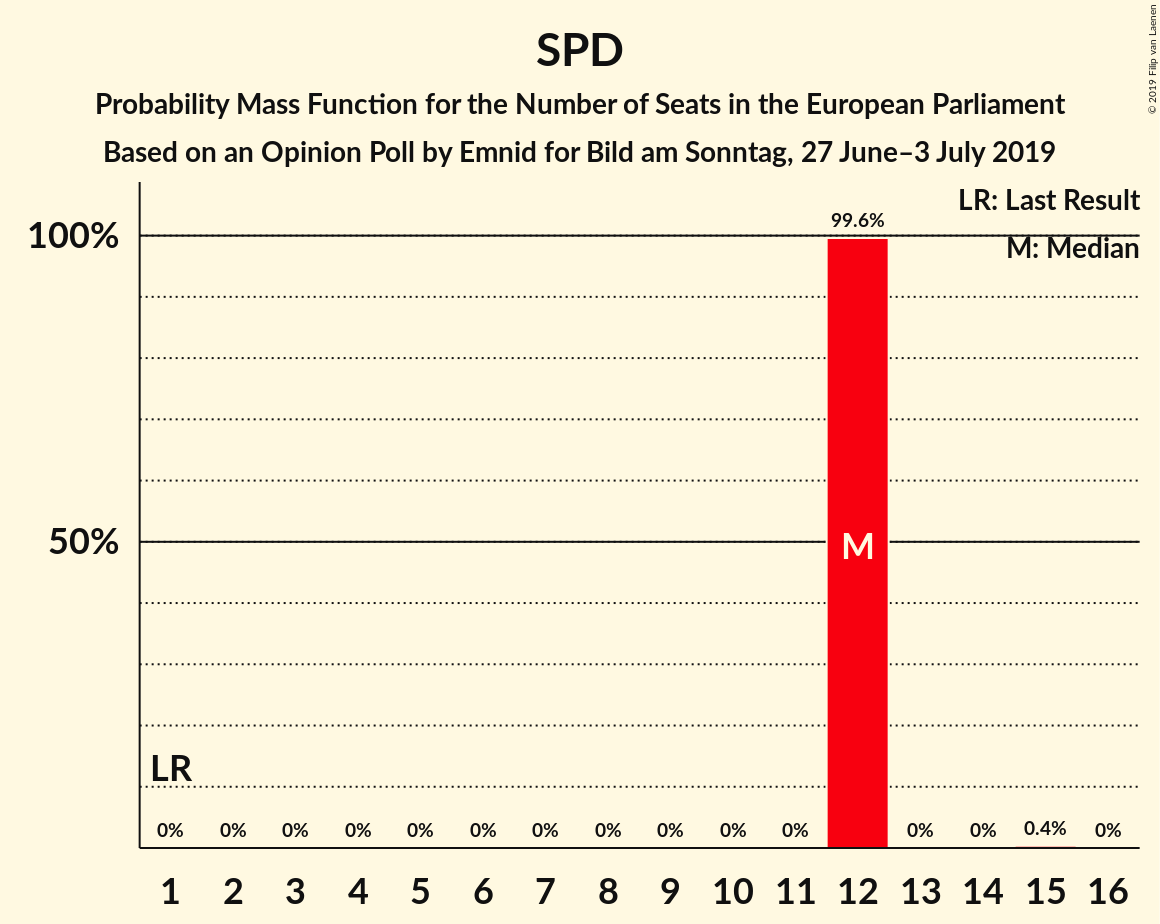 SPD
Probability Mass Function for the Number of Seats in the European Parliament
Based on an Opinion Poll by Emnid for Bild am Sonntag, 27 June–3 July 2019
© 2019 Filip van Laenen
LR: Last Result
M: Median
100%
50%
99.6%
M
LR
0% 0% 0% 0% 0% 0% 0% 0% 0% 0% 0% 0% 0% 0.4% 0%
1 2 3 4 5 6 7 8 9 10 11 12 13 14 15 16